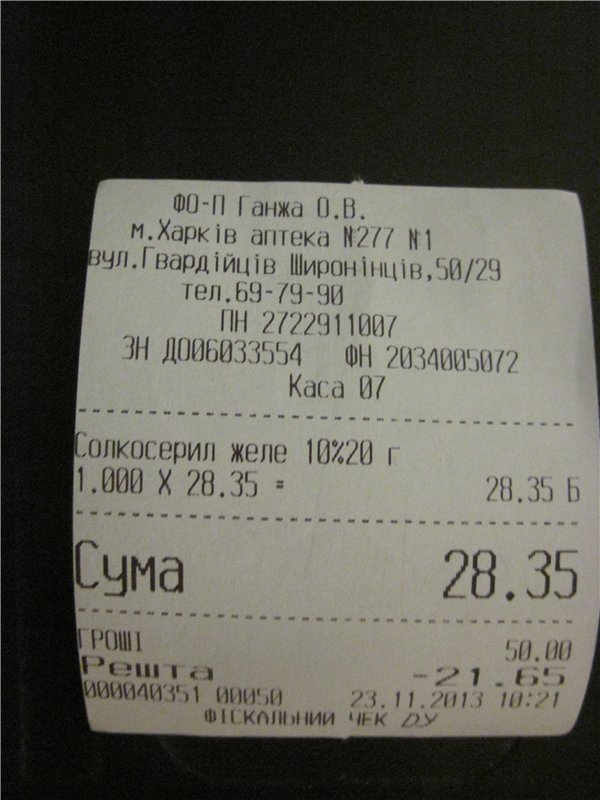 ФО-П Ганжа О.В.
м.Харків аптека №277 №1
вул.Гвардійців Широнінців,50/29
тел.69-79-90
ПН 2722911007
ЗН ДО06033554 ФН 2034005072
Каса 07
Солкосерил желе 10%20 г
1.000 X 28.35 = 28.35 Б
Сума 28.35
ГРОШІ 50.00
Решта -21.65
000040351 00050 23.11.2013 10:21
ФІСКАЛЬНИЙ ЧЕК